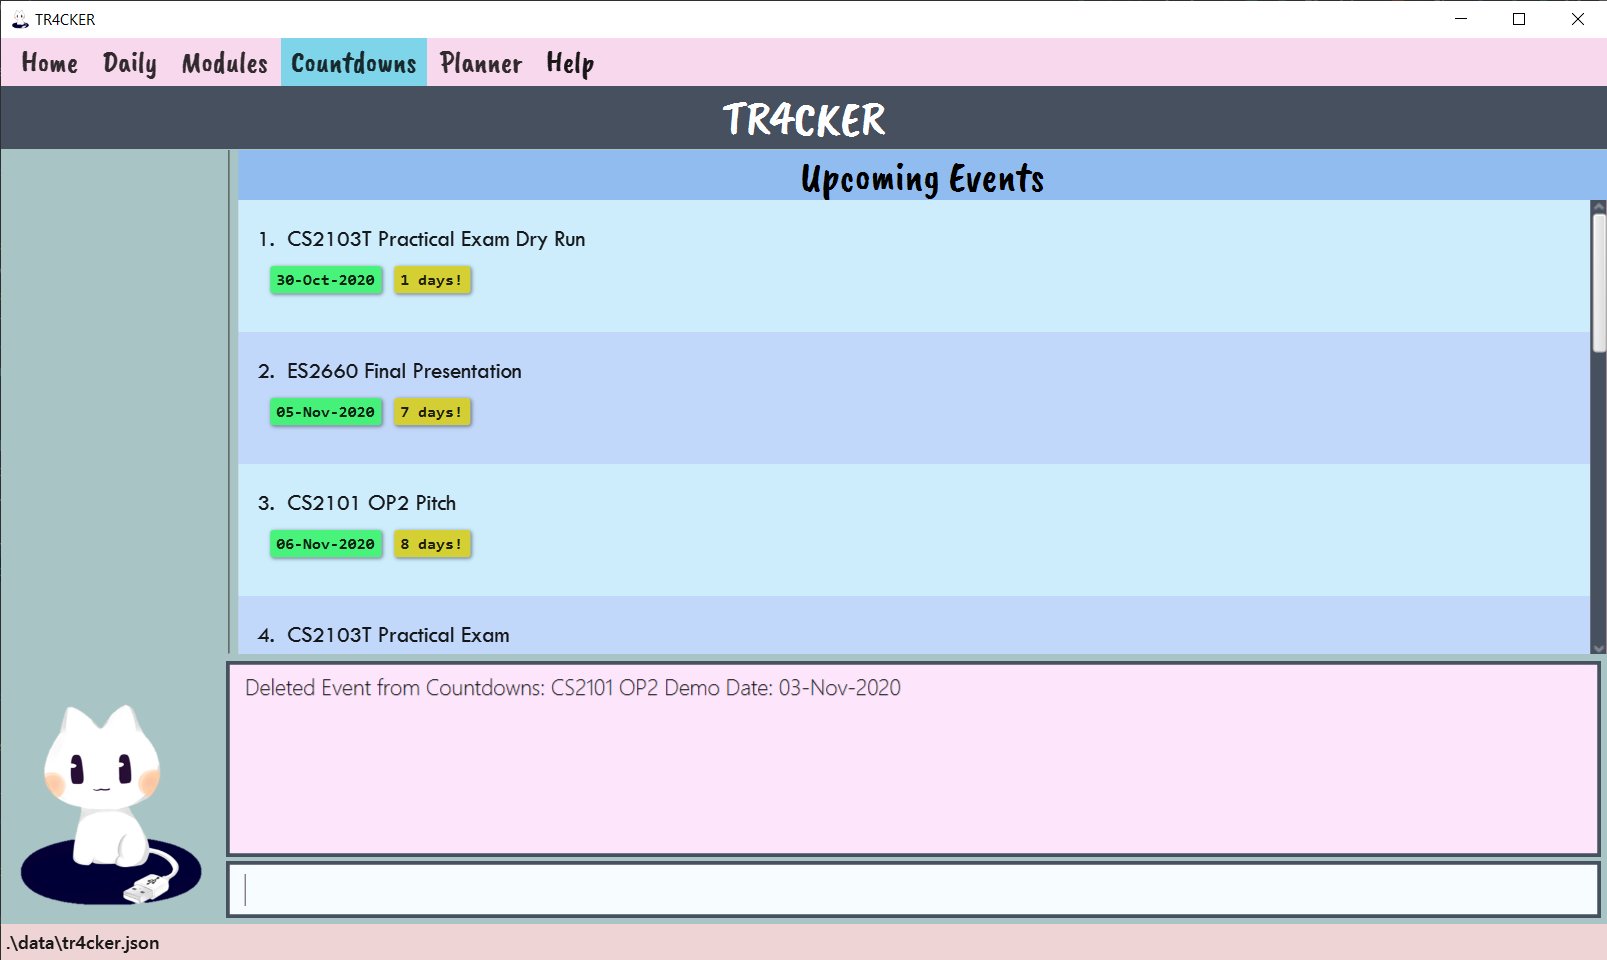 TR4CKER
Home Daily Modules Countdowns Planner Help
TR4CKER
Upcoming Events
1. CS2103T Practical Exam Dry Run
30-Oct-2020 1 days!
2. ES2660 Final Presentation
05-Nov-2020 7 days!
3. CS2101 OP2 Pitch
06-Nov-2020 8 days!
4. CS2103T Practical Exam
Deleted Event from Countdowns: CS2101 OP2 Demo Date: 03-Nov-2020
.\data\tr4cker.json